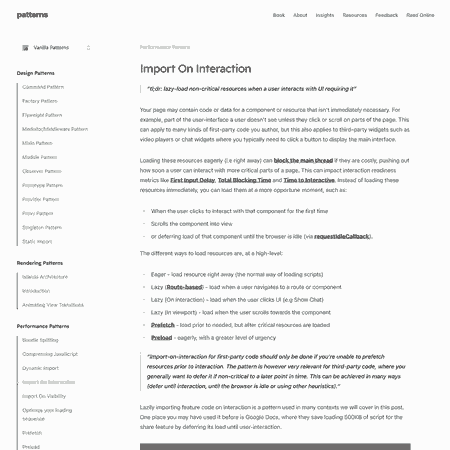 patterns
Book
About
Insights
Resources
Feedback
Read Online
Vanilla Patterns
Design Patterns
Command Pattern
Factory Pattern
Flyweight Pattern
Mediator/Middleware Pattern
Mixin Pattern
Module Pattern
Observer Pattern
Prototype Pattern
Provider Pattern
Proxy Pattern
Singleton Pattern
Static Import
Rendering Patterns
Islands Architecture
Introduction
Animating View Transitions
Performance Patterns
Bundle Splitting
Compressing JavaScript
Dynamic Import
Import On Interaction
Import On Visibility
Optimize your loading
sequence
Prefetch
Preload
Performance Pattern
Import On Interaction
"tl;dr: lazy-load non-critical resources when a user interacts with UI requiring it"
Your page may contain code or data for a component or resource that isn't immediately necessary. For
example, part of the user-interface a user doesn't see unless they click or scroll on parts of the page. This
can apply to many kinds of first-party code you author, but this also applies to third-party widgets such as
video players or chat widgets where you typically need to click a button to display the main interface.
Loading these resources eagerly (i.e right away) can block the main thread if they are costly, pushing out
how soon a user can interact with more critical parts of a page. This can impact interaction readiness
metrics like First Input Delay, Total Blocking Time and Time to Interactive. Instead of loading these
resources immediately, you can load them at a more opportune moment, such as:
When the user clicks to interact with that component for the first time
Scrolls the component into view
or deferring load of that component until the browser is idle (via requestIdleCallback).
The different ways to load resources are, at a high-level:
Eager - load resource right away (the normal way of loading scripts)
Lazy (Route-based) - load when a user navigates to a route or component
Lazy (On interaction) - load when the user clicks UI (e.g Show Chat)
Lazy (In viewport) - load when the user scrolls towards the component
Prefetch - load prior to needed, but after critical resources are loaded
Preload - eagerly, with a greater level of urgency
"Import-on-interaction for first-party code should only be done if you're unable to prefetch
resources prior to interaction. The pattern is however very relevant for third-party code, where you
generally want to defer it if non-critical to a later point in time. This can be achieved in many ways
(defer until interaction, until the browser is idle or using other heuristics)."
Lazily importing feature code on interaction is a pattern used in many contexts we will cover in this post.
One place you may have used it before is Google Docs, where they save loading 500KB of script for the
share feature by deferring its load until user-interaction.